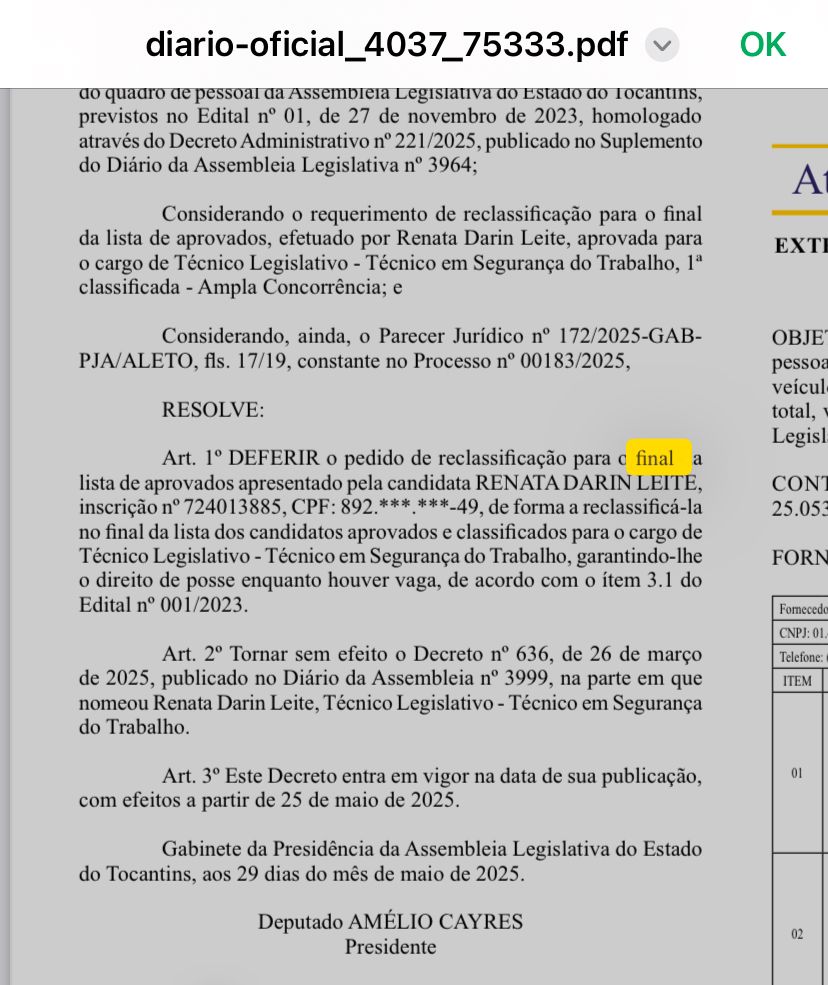 diario-oficial_4037_75333.pdf
OK
do quadro de pessoal da Assembleia Legislativa do Estado do Tocantins,
previstos no Edital nº 01, de 27 de novembro de 2023, homologado
através do Decreto Administrativo nº 221/2025, publicado no Suplemento
do Diário da Assembleia Legislativa nº 3964;
Considerando o requerimento de reclassificação para o final
da lista de aprovados, efetuado por Renata Darin Leite, aprovada para
o cargo de Técnico Legislativo - Técnico em Segurança do Trabalho, 1ª
classificada - Ampla Concorrência; e
Considerando, ainda, o Parecer Jurídico nº 172/2025-GAB-
PJA/ALETO, fls. 17/19, constante no Processo nº 00183/2025,
RESOLVE:
Art. 1º DEFERIR o pedido de reclassificação para o final a
lista de aprovados apresentado pela candidata RENATA DARIN LEITE,
inscrição nº 724013885, CPF: 892.***.***-49, de forma a reclassificá-la
no final da lista dos candidatos aprovados e classificados para o cargo de
Técnico Legislativo - Técnico em Segurança do Trabalho, garantindo-lhe
o direito de posse enquanto houver vaga, de acordo com o ítem 3.1 do
Edital nº 001/2023.
Art. 2º Tornar sem efeito o Decreto nº 636, de 26 de março
de 2025, publicado no Diário da Assembleia nº 3999, na parte em que
nomeou Renata Darin Leite, Técnico Legislativo - Técnico em Segurança
do Trabalho.
Art. 3º Este Decreto entra em vigor na data de sua publicação,
com efeitos a partir de 25 de maio de 2025.
Gabinete da Presidência da Assembleia Legislativa do Estado
do Tocantins, aos 29 dias do mês de maio de 2025.
Deputado AMÉLIO CAYRES
Presidente
At
EXT
OBJE
pessoa
veícul
total, v
Legisl
CONT
25.053
FORN
Fornecedo
CNPJ: 01.
Telefone:
ITEM
01
02